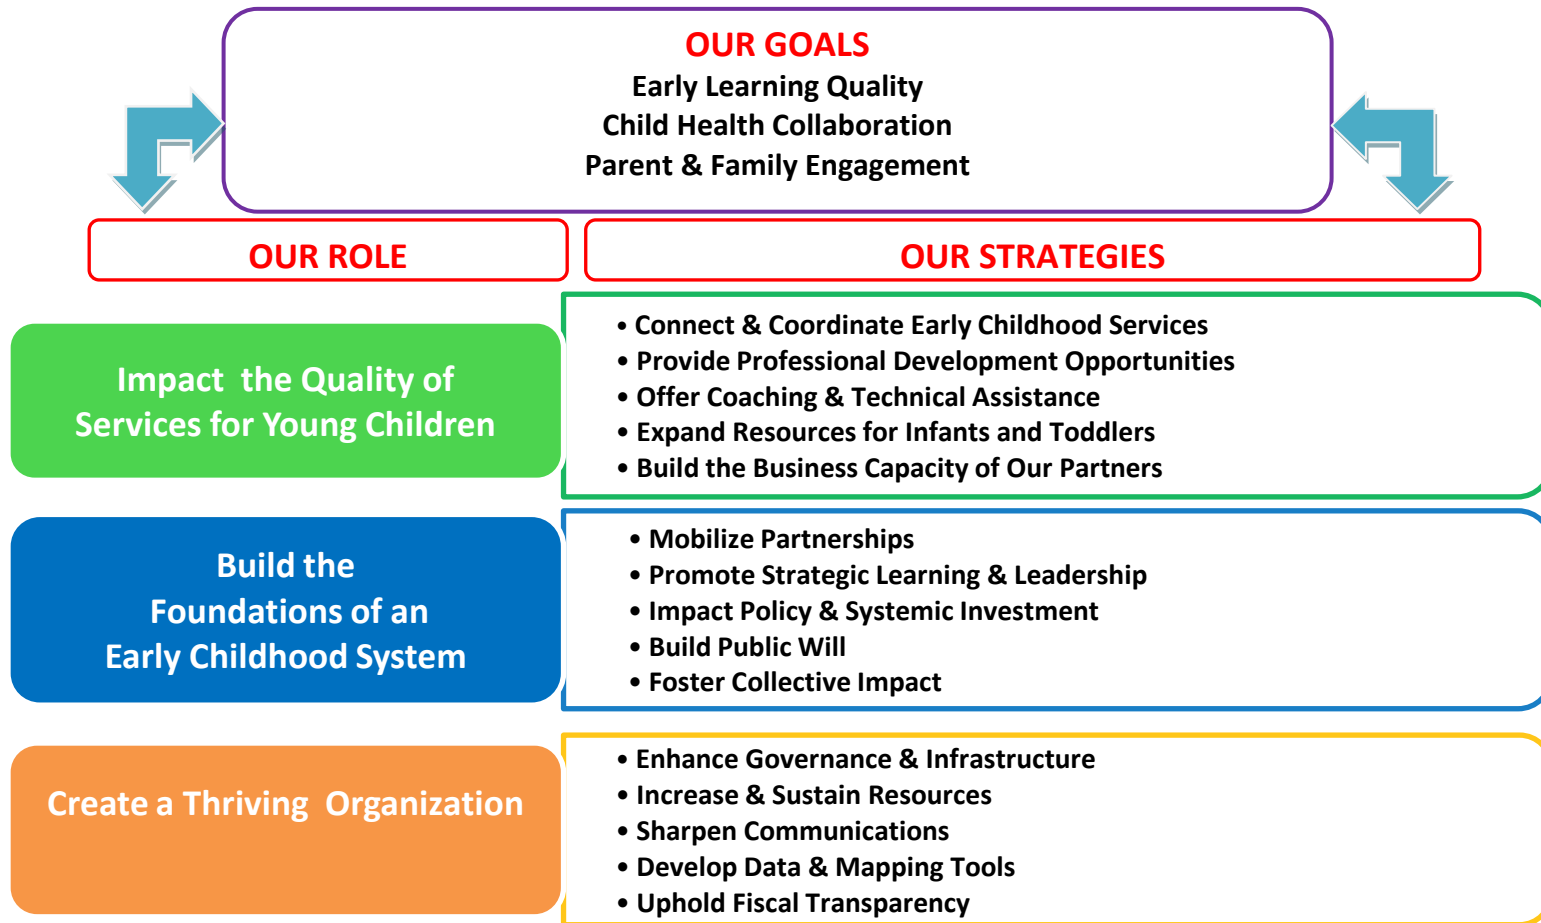 OUR GOALS
Early Learning Quality
Child Health Collaboration
Parent & Family Engagement
OUR ROLE
OUR STRATEGIES
Impact the Quality of
Services for Young Children
• Connect & Coordinate Early Childhood Services
• Provide Professional Development Opportunities
• Offer Coaching & Technical Assistance
• Expand Resources for Infants and Toddlers
• Build the Business Capacity of Our Partners
Build the
Foundations of an
Early Childhood System
• Mobilize Partnerships
• Promote Strategic Learning & Leadership
• Impact Policy & Systemic Investment
• Build Public Will
• Foster Collective Impact
Create a Thriving Organization
• Enhance Governance & Infrastructure
• Increase & Sustain Resources
• Sharpen Communications
• Develop Data & Mapping Tools
• Uphold Fiscal Transparency